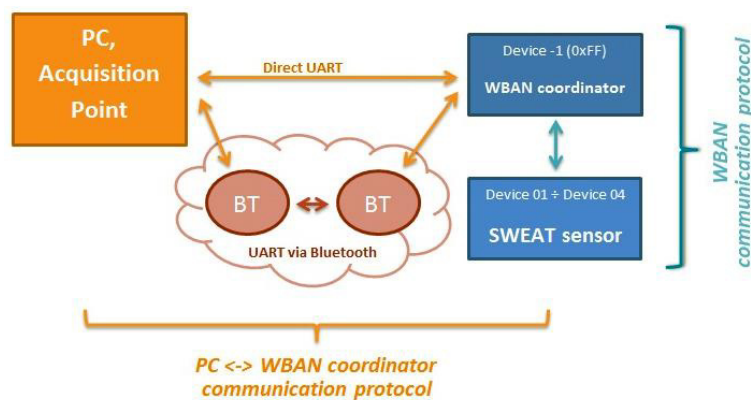 PC,
Acquisition
Point
Direct UART
Device -1 (0xFF)
WBAN coordinator
BT
BT
UART via Bluetooth
Device 01 ÷ Device 04
SWEAT sensor
WBAN
communication protocol
PC <-> WBAN coordinator
communication protocol